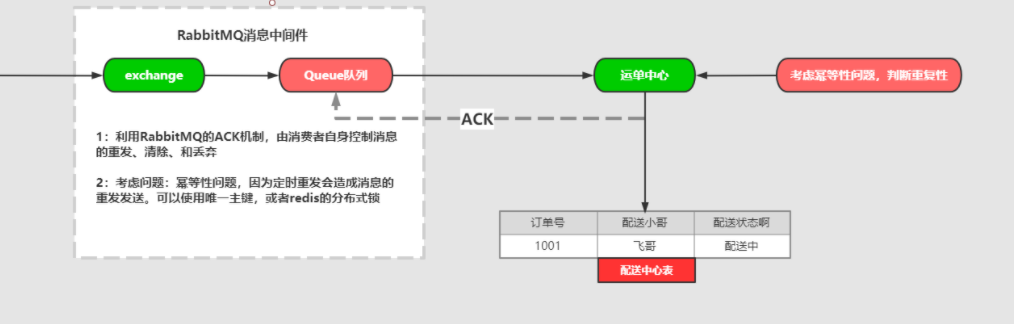 RabbitMQ消息中间件
exchange
Queue队列
运单中心
考虑幂等性问题，判断重复性
ACK
1：利用RabbitMQ的ACK机制，由消费者自身控制消息
的重发、清除、和丢弃
2：考虑问题：幂等性问题，因为定时重发会造成消息的
重发发送。可以使用唯一主键，或者redis的分布式锁
订单号 配送小哥 配送状态啊
1001 飞哥 配送中
配送中心表